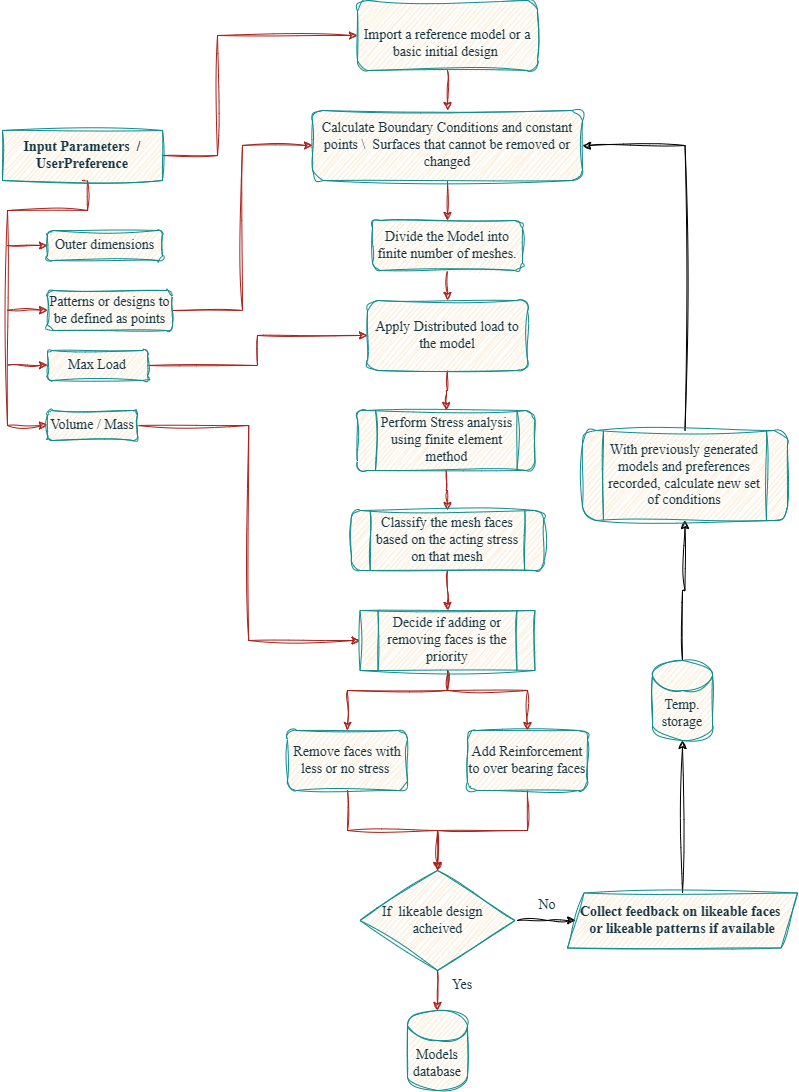 Import a reference model or a
basic initial design
Input Parameters /
UserPreference
Calculate Boundary Conditions and constant
points \ Surfaces that cannot be removed or
changed
Outer dimensions
Divide the Model into
finite number of meshes.
Patterns or designs to
be defined as points
Apply Distributed load to
the model
Max Load
Volume / Mass
Perform Stress analysis
using finite element
method
With previously generated
models and preferences
recorded, calculate new set
of conditions
Classify the mesh faces
based on the acting stress
on that mesh
Decide if adding or
removing faces is the
priority
Temp.
storage
Remove faces with
less or no stress
Add Reinforcement
to over bearing faces
If likeable design
acheived
No
Collect feedback on likeable faces
or likeable patterns if available
Yes
Models
database